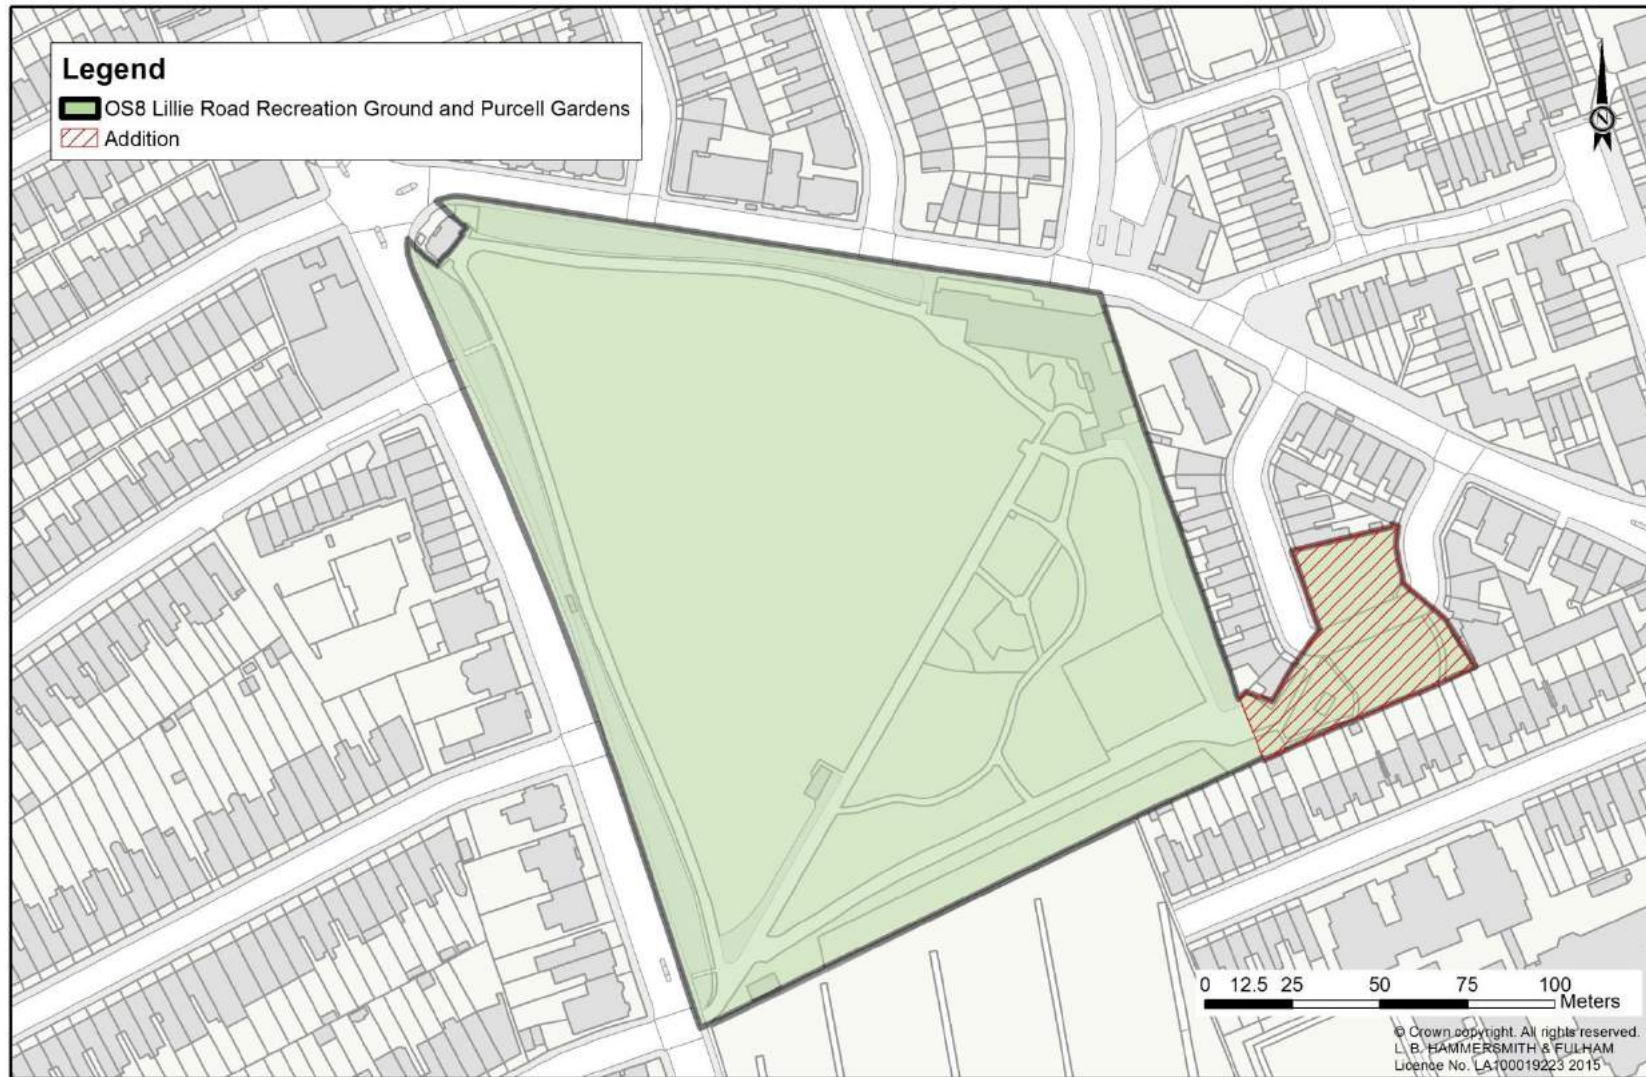 Legend
OS8 Lillie Road Recreation Ground and Purcell Gardens
Addition
N
0 12.5 25 50 75 100
Meters
© Crown copyright. All rights reserved.
L. B. HAMMERSMITH & FULHAM
Licence No. LA100019223 2015